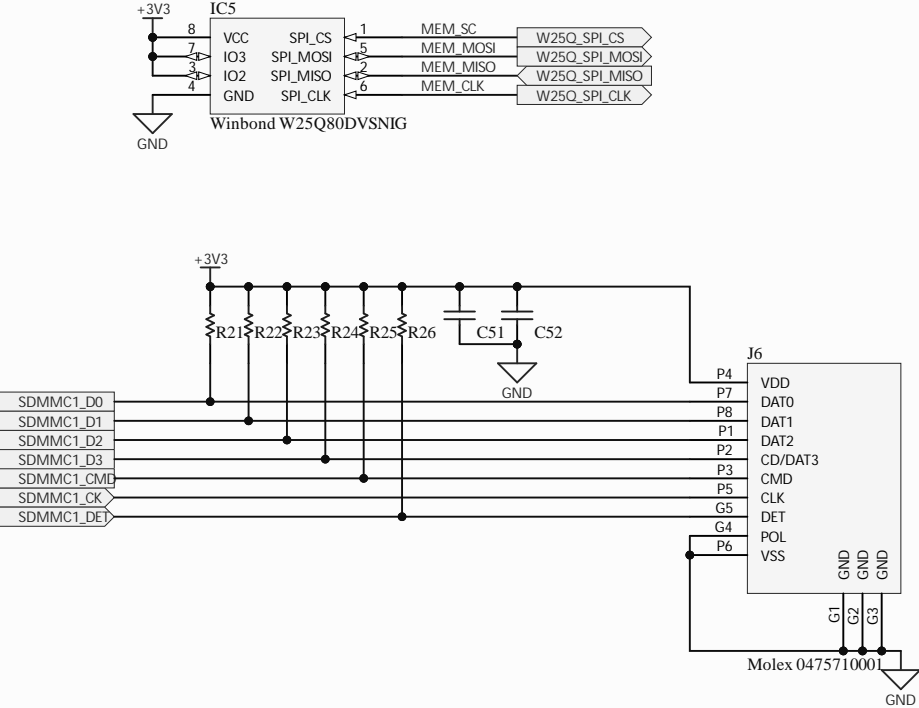 +3V3
IC5
8 VCC SPI_CS 1 MEM_SC W25Q_SPI_CS
7 IO3 SPI_MOSI 5 MEM_MOSI W25Q_SPI_MOSI
3 IO2 SPI_MISO 2 MEM_MISO W25Q_SPI_MISO
4 GND SPI_CLK 6 MEM_CLK W25Q_SPI_CLK
Winbond W25Q80DVSNIG
GND
+3V3
R21 R22 R23 R24 R25 R26 C51 C52
GND
J6
P4 VDD
SDMMC1_D0 P7 DAT0
SDMMC1_D1 P8 DAT1
SDMMC1_D2 P1 DAT2
SDMMC1_D3 P2 CD/DAT3
SDMMC1_CMD P3 CMD
SDMMC1_CK P5 CLK
SDMMC1_DET G5 DET
G4 POL
P6 VSS
GND GND GND
G1 G2 G3
Molex 0475710001
GND